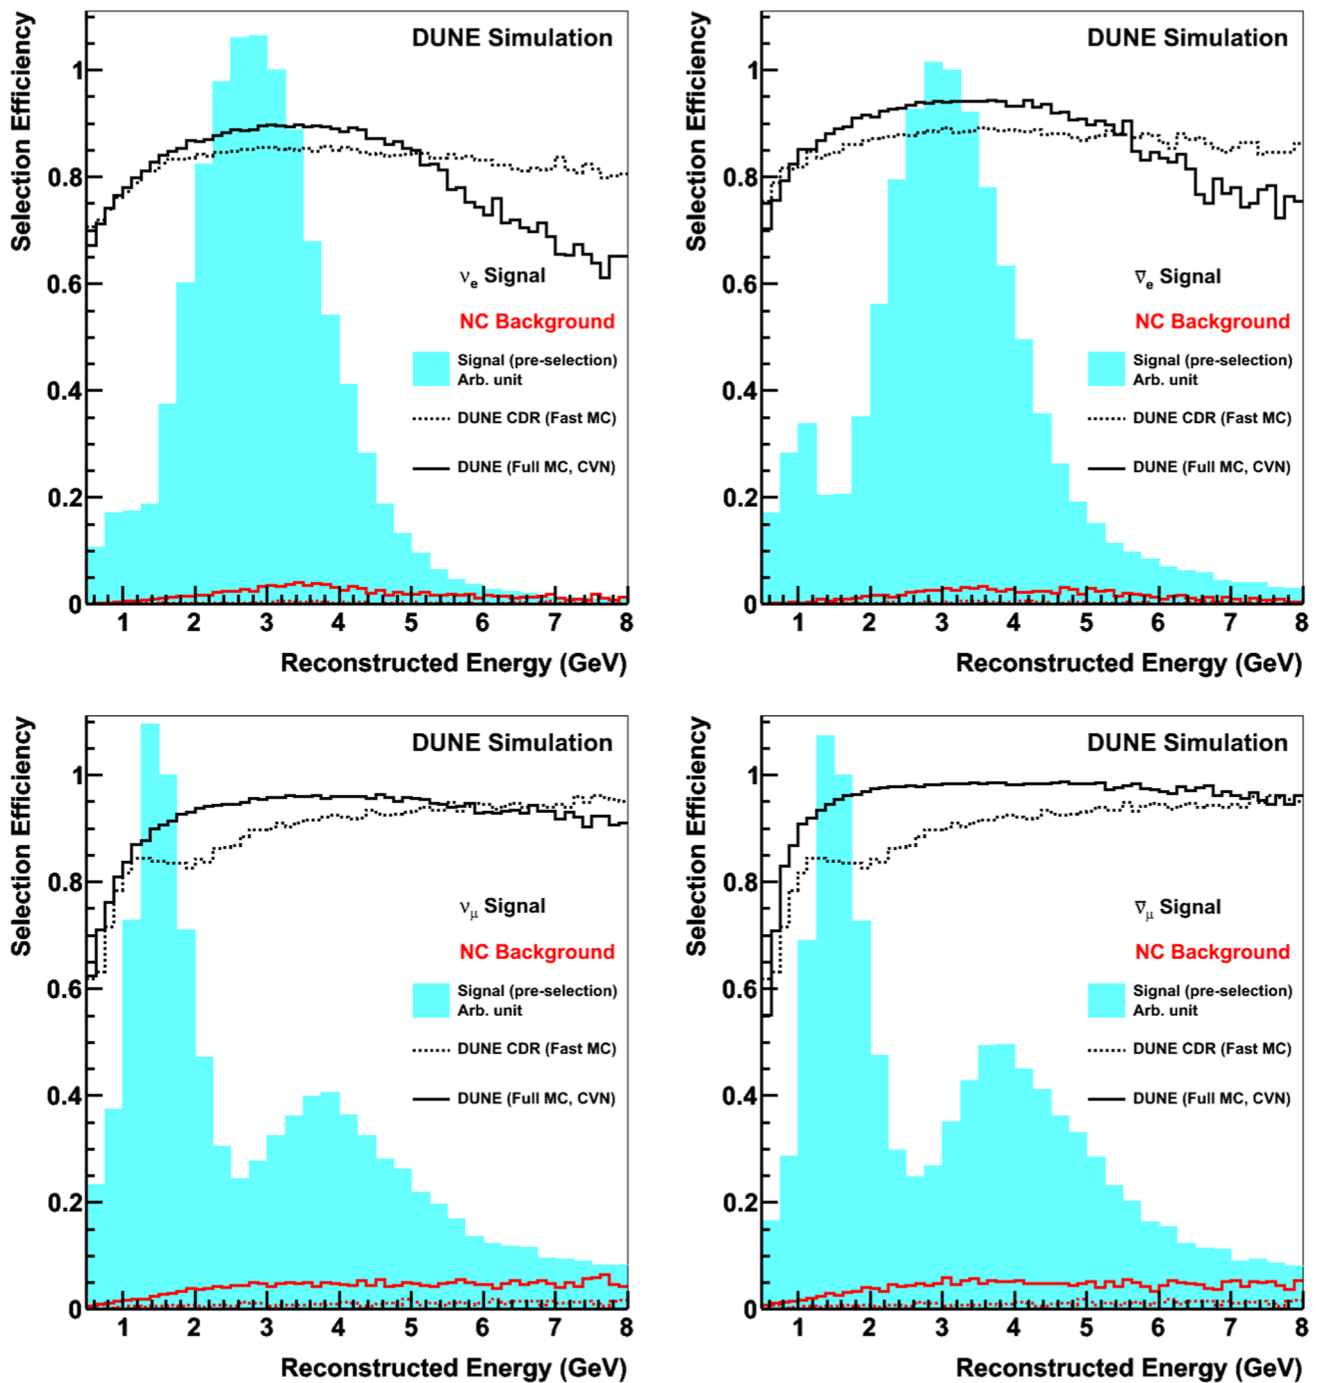 Selection Efficiency
DUNE Simulation
1
0.8
0.6
0.4
0.2
0
νe Signal
NC Background
Signal (pre-selection)
Arb. unit
DUNE CDR (Fast MC)
DUNE (Full MC, CVN)
1 2 3 4 5 6 7 8
Reconstructed Energy (GeV)
Selection Efficiency
DUNE Simulation
1
0.8
0.6
0.4
0.2
0
ν̅e Signal
NC Background
Signal (pre-selection)
Arb. unit
DUNE CDR (Fast MC)
DUNE (Full MC, CVN)
1 2 3 4 5 6 7 8
Reconstructed Energy (GeV)
Selection Efficiency
DUNE Simulation
1
0.8
0.6
0.4
0.2
0
νμ Signal
NC Background
Signal (pre-selection)
Arb. unit
DUNE CDR (Fast MC)
DUNE (Full MC, CVN)
1 2 3 4 5 6 7 8
Reconstructed Energy (GeV)
Selection Efficiency
DUNE Simulation
1
0.8
0.6
0.4
0.2
0
ν̅μ Signal
NC Background
Signal (pre-selection)
Arb. unit
DUNE CDR (Fast MC)
DUNE (Full MC, CVN)
1 2 3 4 5 6 7 8
Reconstructed Energy (GeV)